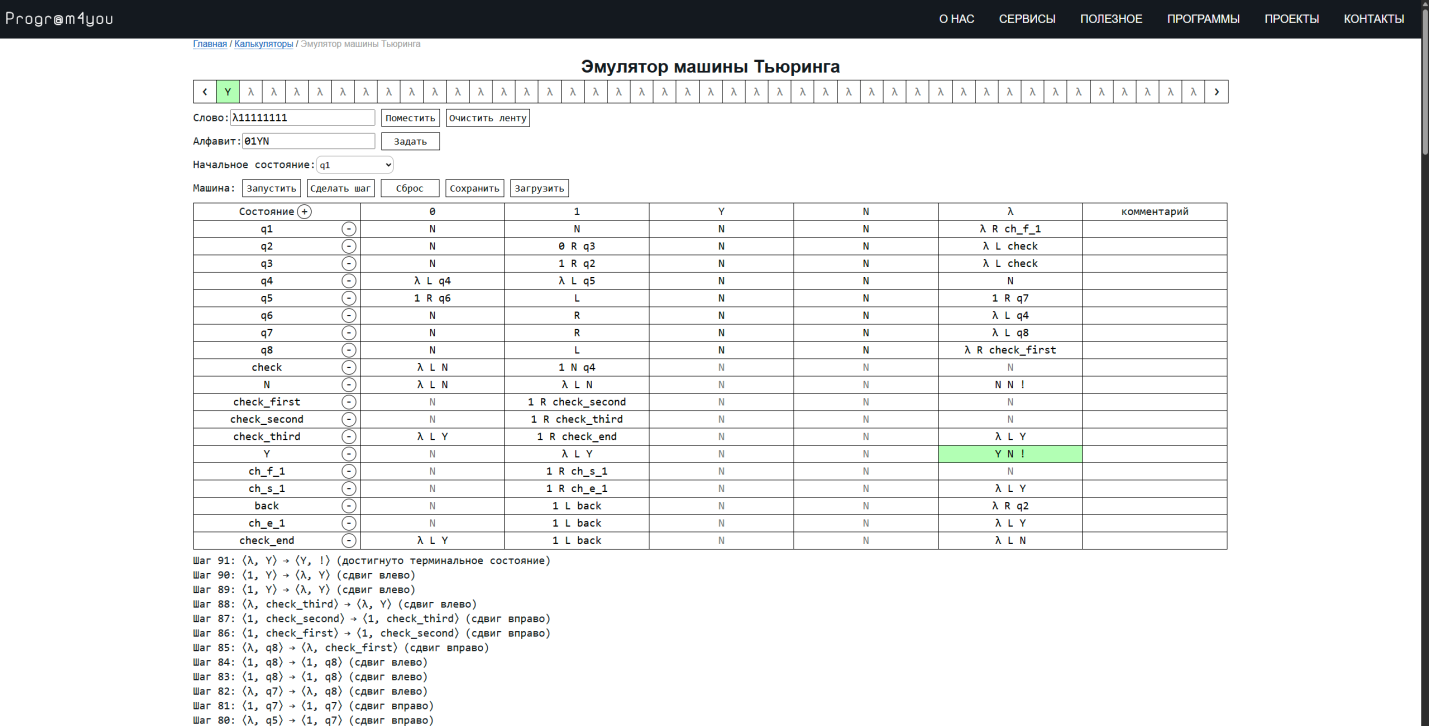 Progr@m4you О НАС СЕРВИСЫ ПОЛЕЗНОЕ ПРОГРАММЫ ПРОЕКТЫ КОНТАКТЫ
Главная / Калькуляторы / Эмулятор машины Тьюринга
Эмулятор машины Тьюринга
‹ Y λ λ λ λ λ λ λ λ λ λ λ λ λ λ λ λ λ λ λ λ λ λ λ λ λ λ λ λ λ λ λ λ λ λ λ λ λ λ λ λ λ λ ›
Слово: λ11111111 Поместить Очистить ленту
Алфавит: 01YN Задать
Начальное состояние: q1
Машина: Запустить Сделать шаг Сброс Сохранить Загрузить
Состояние + 0 1 Y N λ комментарий
q1 - N N N N λ R ch_f_1
q2 - N 0 R q3 N N λ L check
q3 - N 1 R q2 N N λ L check
q4 - λ L q4 λ L q5 N N N
q5 - 1 R q6 L N N 1 R q7
q6 - N R N N λ L q4
q7 - N R N N λ L q8
q8 - N L N N λ R check_first
check - λ L N 1 N q4 N N N
N - λ L N λ L N N N N N !
check_first - N 1 R check_second N N N
check_second - N 1 R check_third N N N
check_third - λ L Y 1 R check_end N N λ L Y
Y - N λ L Y N N Y N !
ch_f_1 - N 1 R ch_s_1 N N N
ch_s_1 - N 1 R ch_e_1 N N λ L Y
back - N 1 L back N N λ R q2
ch_e_1 - N 1 L back N N λ L Y
check_end - λ L Y 1 L back N N λ L N
Шаг 91: ⟨λ, Y⟩ → ⟨Y, !⟩ (достигнуто терминальное состояние)
Шаг 90: ⟨1, Y⟩ → ⟨λ, Y⟩ (сдвиг влево)
Шаг 89: ⟨1, Y⟩ → ⟨λ, Y⟩ (сдвиг влево)
Шаг 88: ⟨λ, check_third⟩ → ⟨λ, Y⟩ (сдвиг влево)
Шаг 87: ⟨1, check_second⟩ → ⟨1, check_third⟩ (сдвиг вправо)
Шаг 86: ⟨1, check_first⟩ → ⟨1, check_second⟩ (сдвиг вправо)
Шаг 85: ⟨λ, q8⟩ → ⟨λ, check_first⟩ (сдвиг вправо)
Шаг 84: ⟨1, q8⟩ → ⟨1, q8⟩ (сдвиг влево)
Шаг 83: ⟨1, q8⟩ → ⟨1, q8⟩ (сдвиг влево)
Шаг 82: ⟨λ, q7⟩ → ⟨λ, q8⟩ (сдвиг влево)
Шаг 81: ⟨1, q7⟩ → ⟨1, q7⟩ (сдвиг вправо)
Шаг 80: ⟨λ, q5⟩ → ⟨1, q7⟩ (сдвиг вправо)